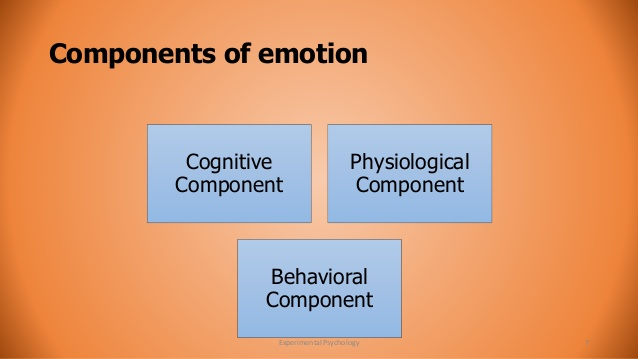 Components of emotion
Cognitive
Component
Physiological
Component
Behavioral
Component
Experimental Psychology